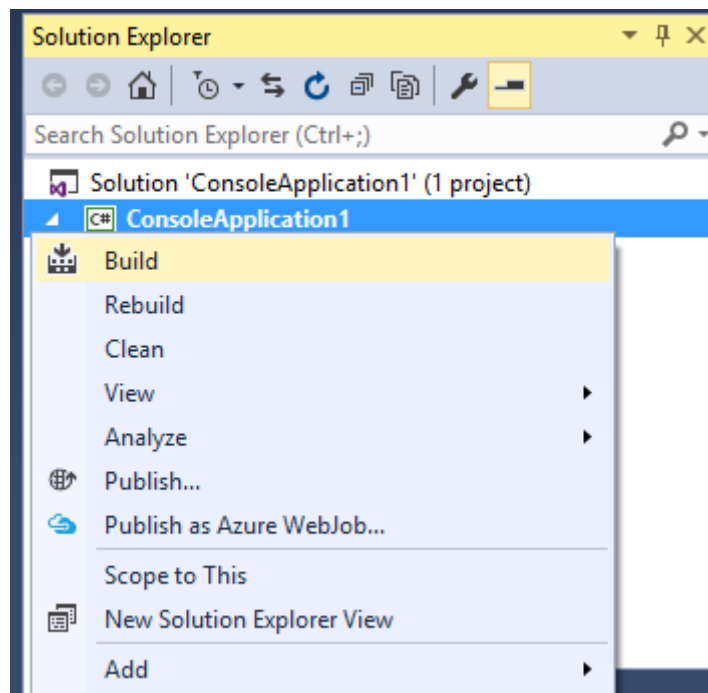 Solution Explorer
Search Solution Explorer (Ctrl+;)
Solution 'ConsoleApplication1' (1 project)
C# ConsoleApplication1
Build
Rebuild
Clean
View
Analyze
Publish...
Publish as Azure WebJob...
Scope to This
New Solution Explorer View
Add